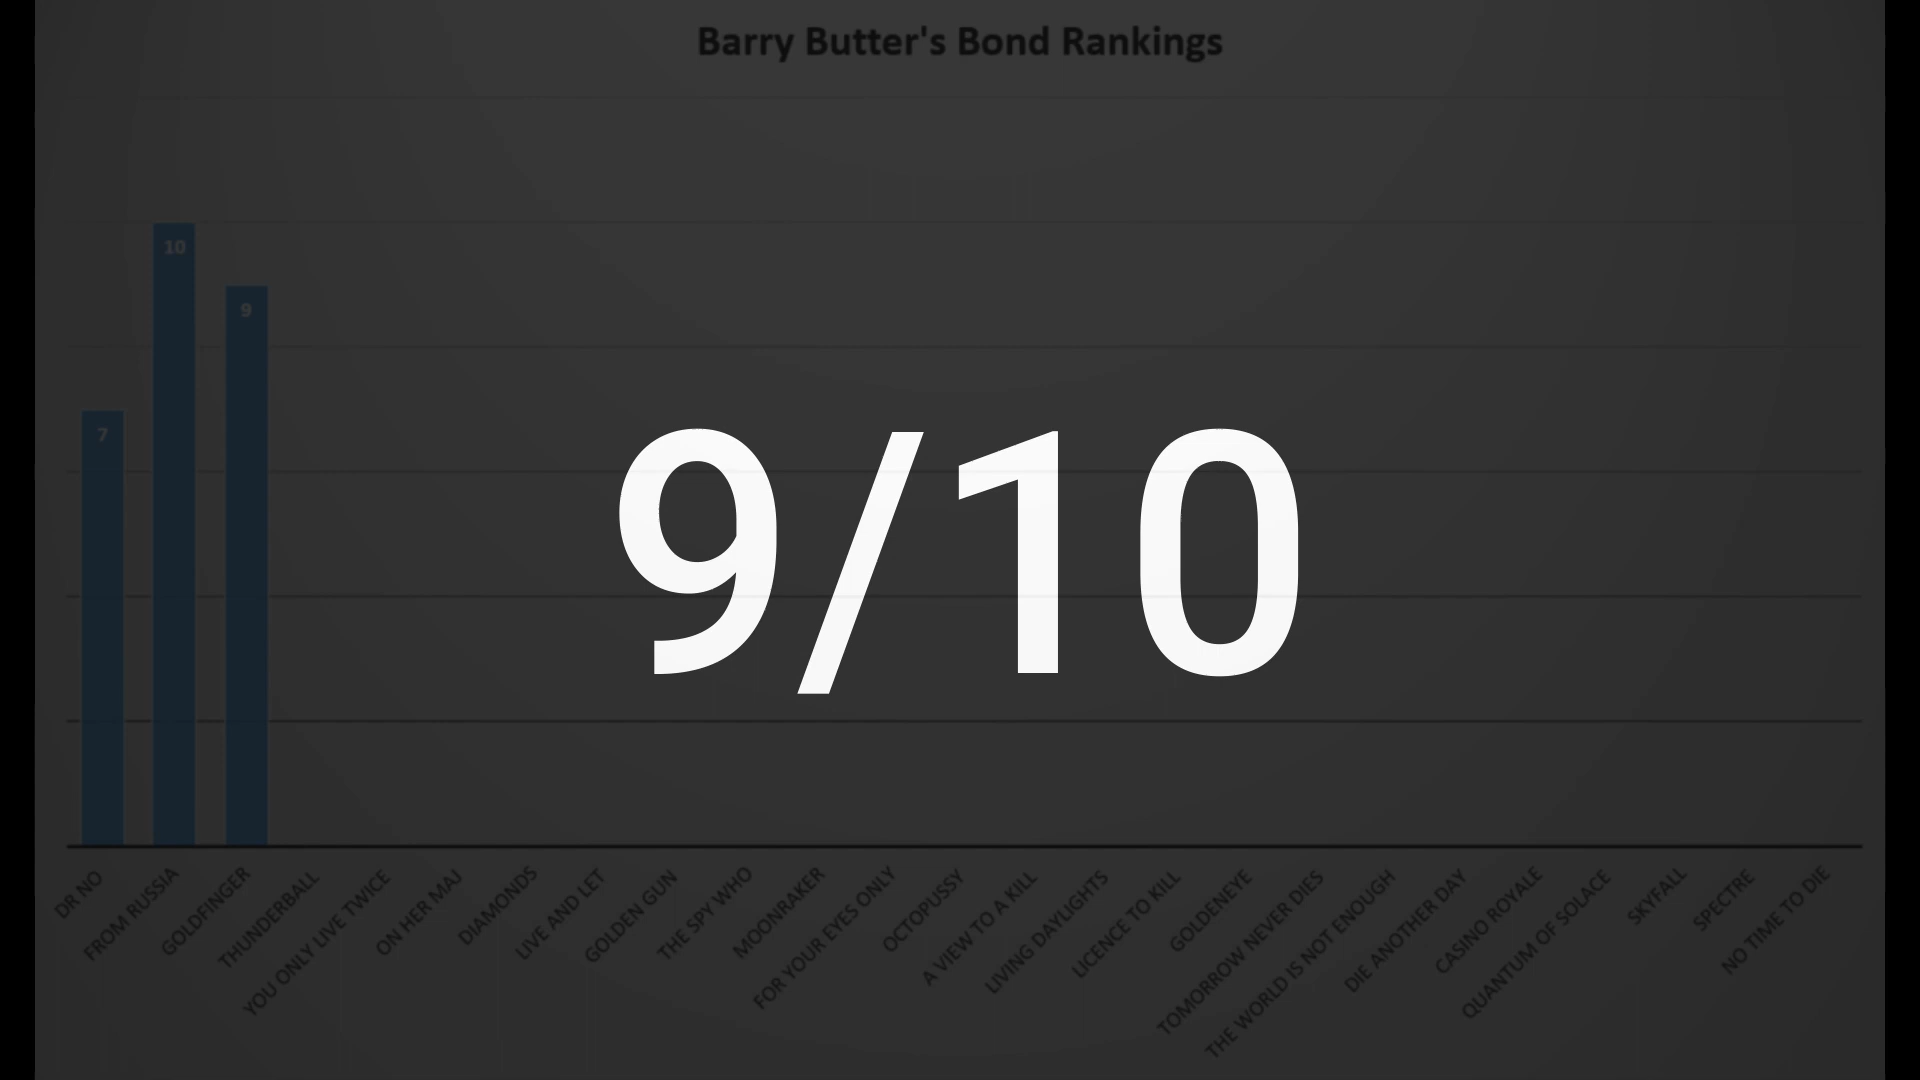 Barry Butter's Bond Rankings
10
9
7
9/10
DR NO
FROM RUSSIA
GOLDFINGER
THUNDERBALL
YOU ONLY LIVE TWICE
ON HER MAJ
DIAMONDS
LIVE AND LET
GOLDEN GUN
THE SPY WHO
MOONRAKER
FOR YOUR EYES ONLY
OCTOPUSSY
A VIEW TO A KILL
LIVING DAYLIGHTS
LICENCE TO KILL
GOLDENEYE
TOMORROW NEVER DIES
THE WORLD IS NOT ENOUGH
DIE ANOTHER DAY
CASINO ROYALE
QUANTUM OF SOLACE
SKYFALL
SPECTRE
NO TIME TO DIE